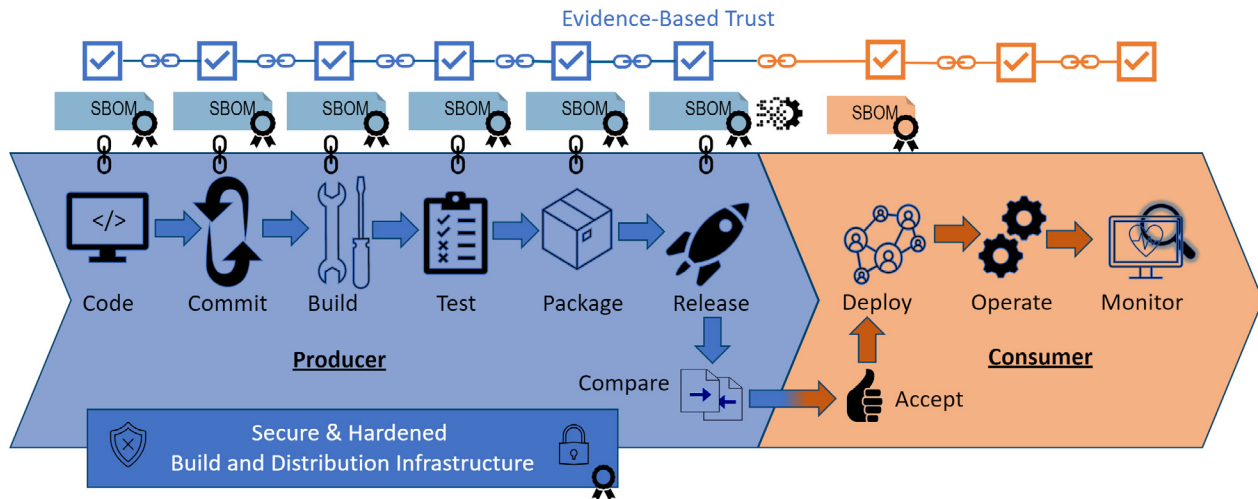 Evidence-Based Trust
SBOM
SBOM
SBOM
SBOM
SBOM
SBOM
SBOM
</>
Code
Commit
Build
Test
Package
Release
Deploy
Operate
Monitor
Producer
Consumer
Compare
Accept
Secure & Hardened
Build and Distribution Infrastructure